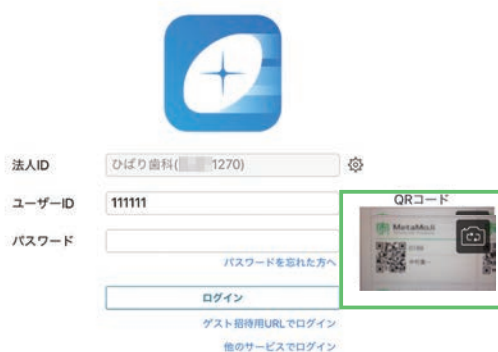 法人ID
ひばり歯科( 1270)
ユーザーID
111111
パスワード
パスワードを忘れた方へ
ログイン
ゲスト招待用URLでログイン
他のサービスでログイン
QRコード
MetaMoJi